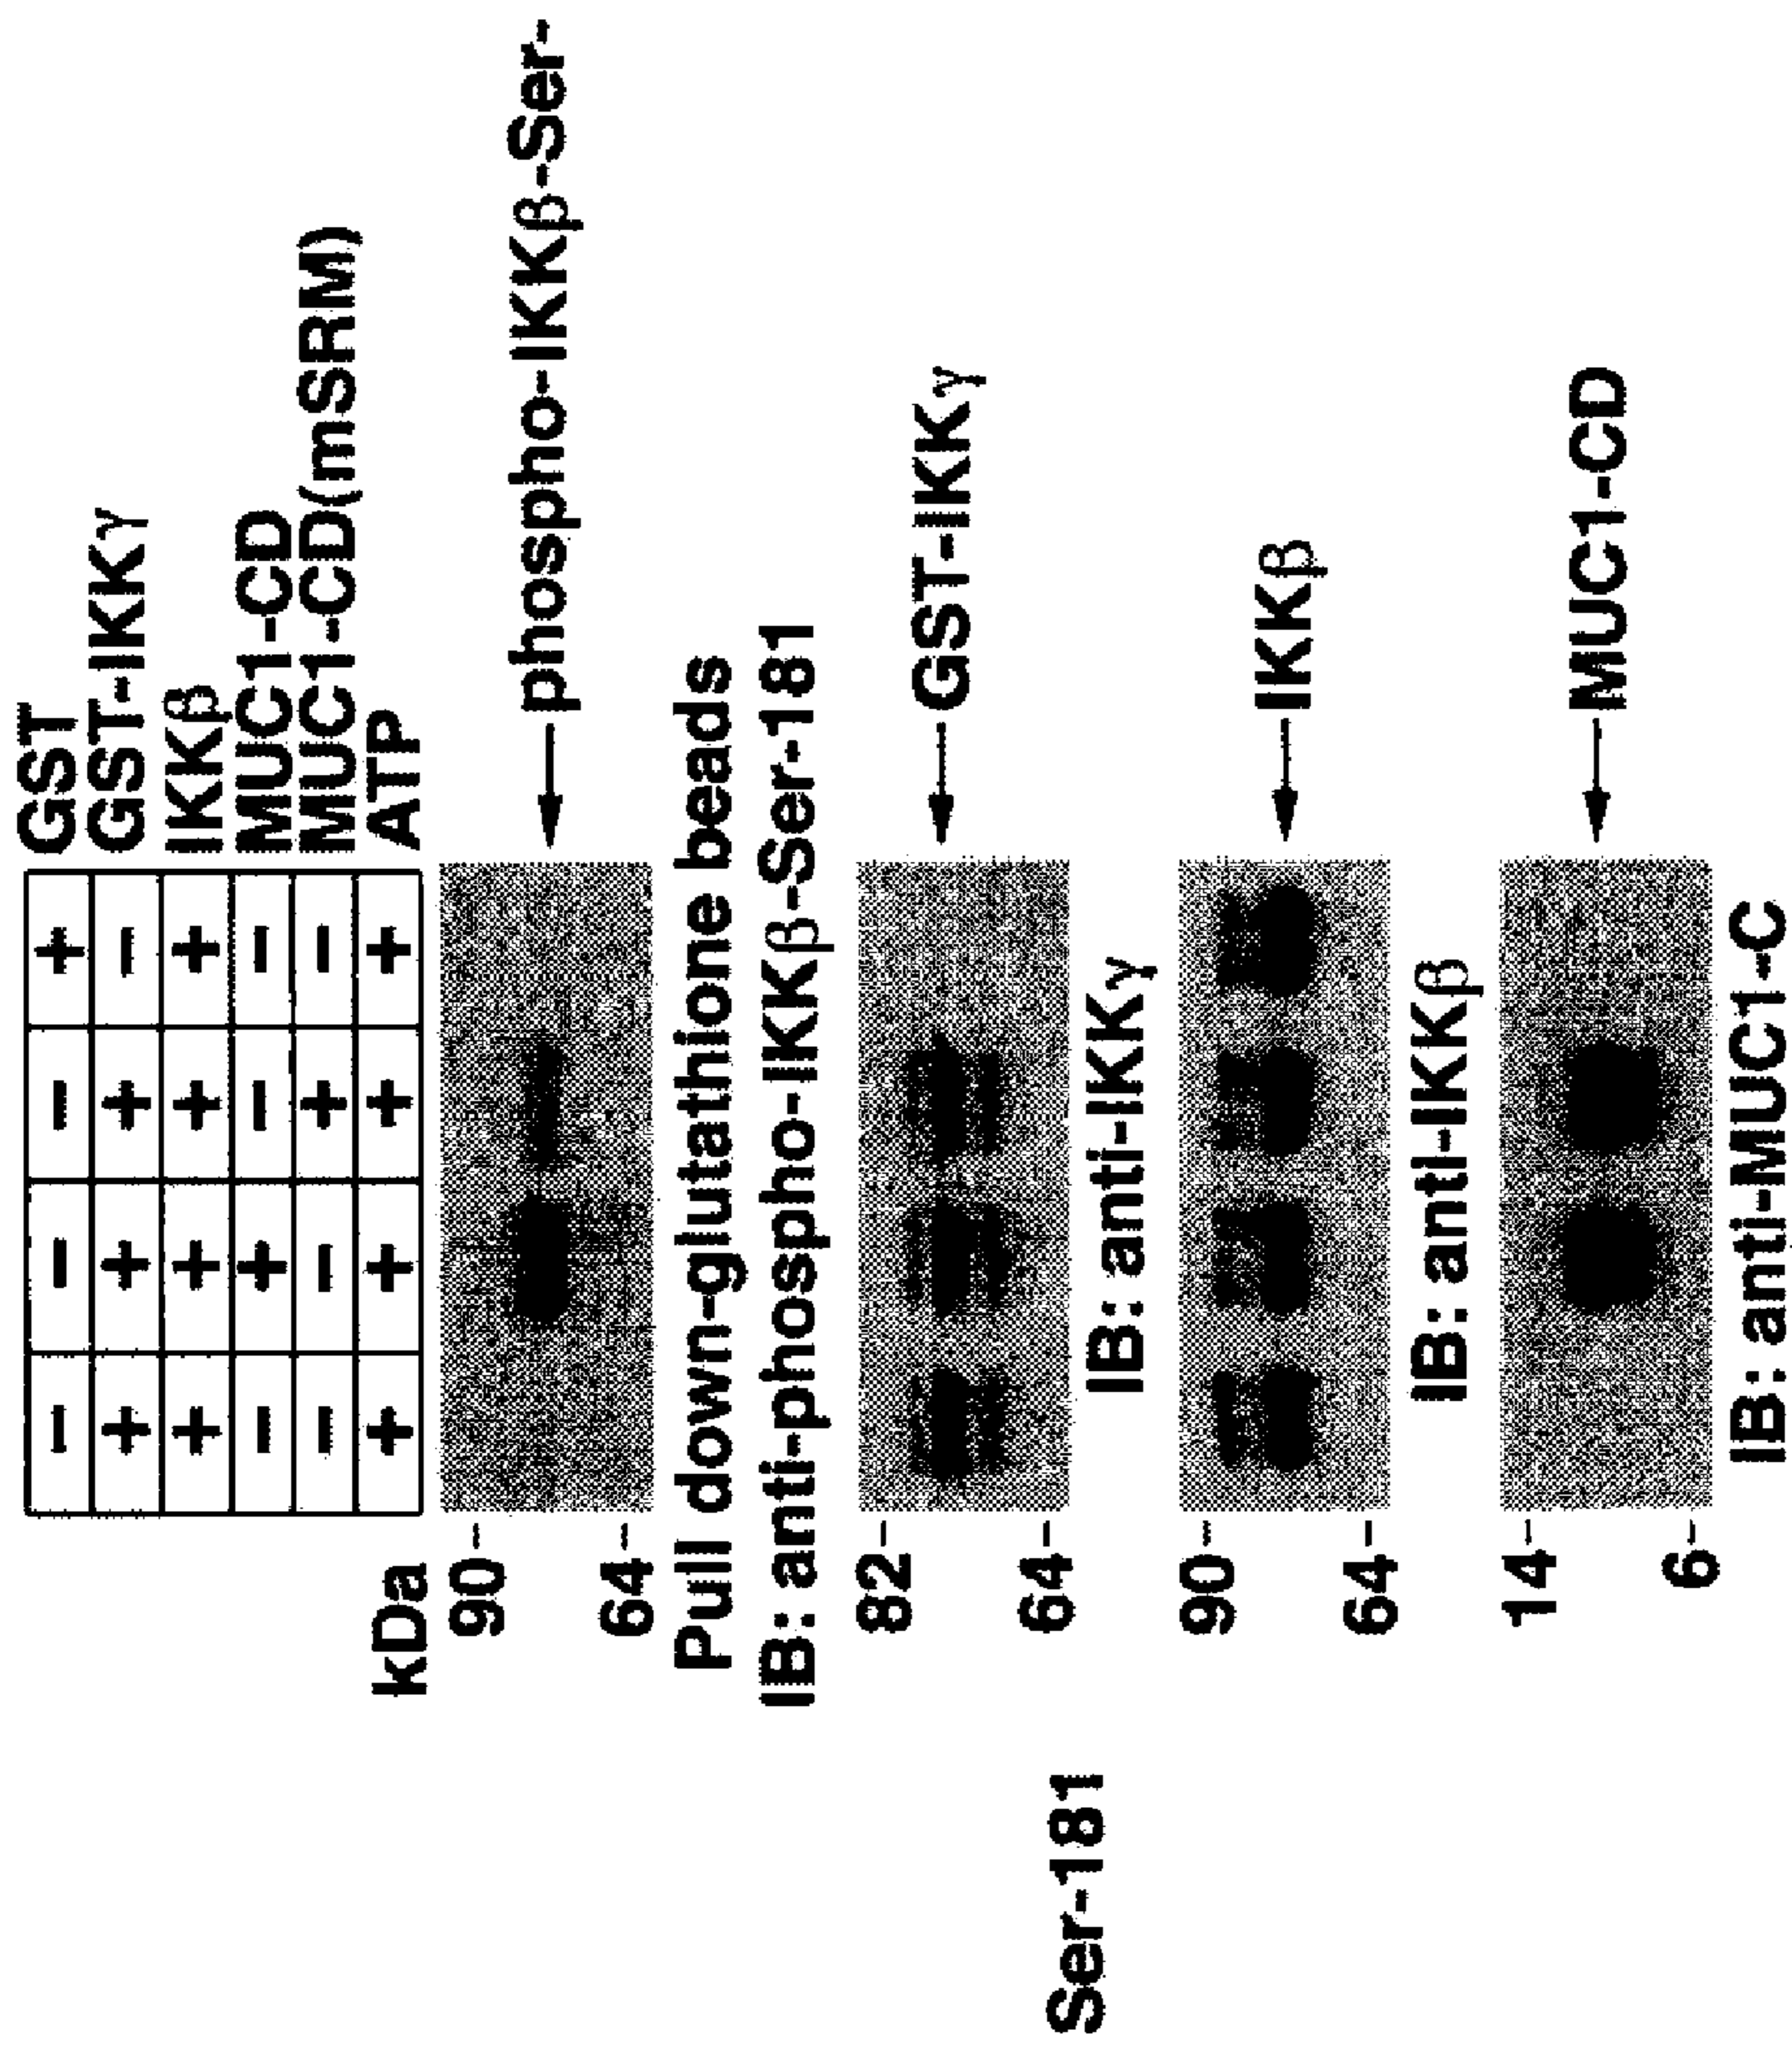 − − − + GST
+ + + − GST-IKKγ
+ + + + IKKβ
− + − − MUC1-CD
− − + − MUC1-CD(mSRM)
kDa + + + + ATP
90- phospho-IKKβ-Ser-
64-
Pull down-glutathione beads
IB: anti-phospho-IKKβ-Ser-181
82- GST-IKKγ
64-
Ser-181
IB: anti-IKKγ
90- IKKβ
64-
IB: anti-IKKβ
14- MUC1-CD
6-
IB: anti-MUC1-C